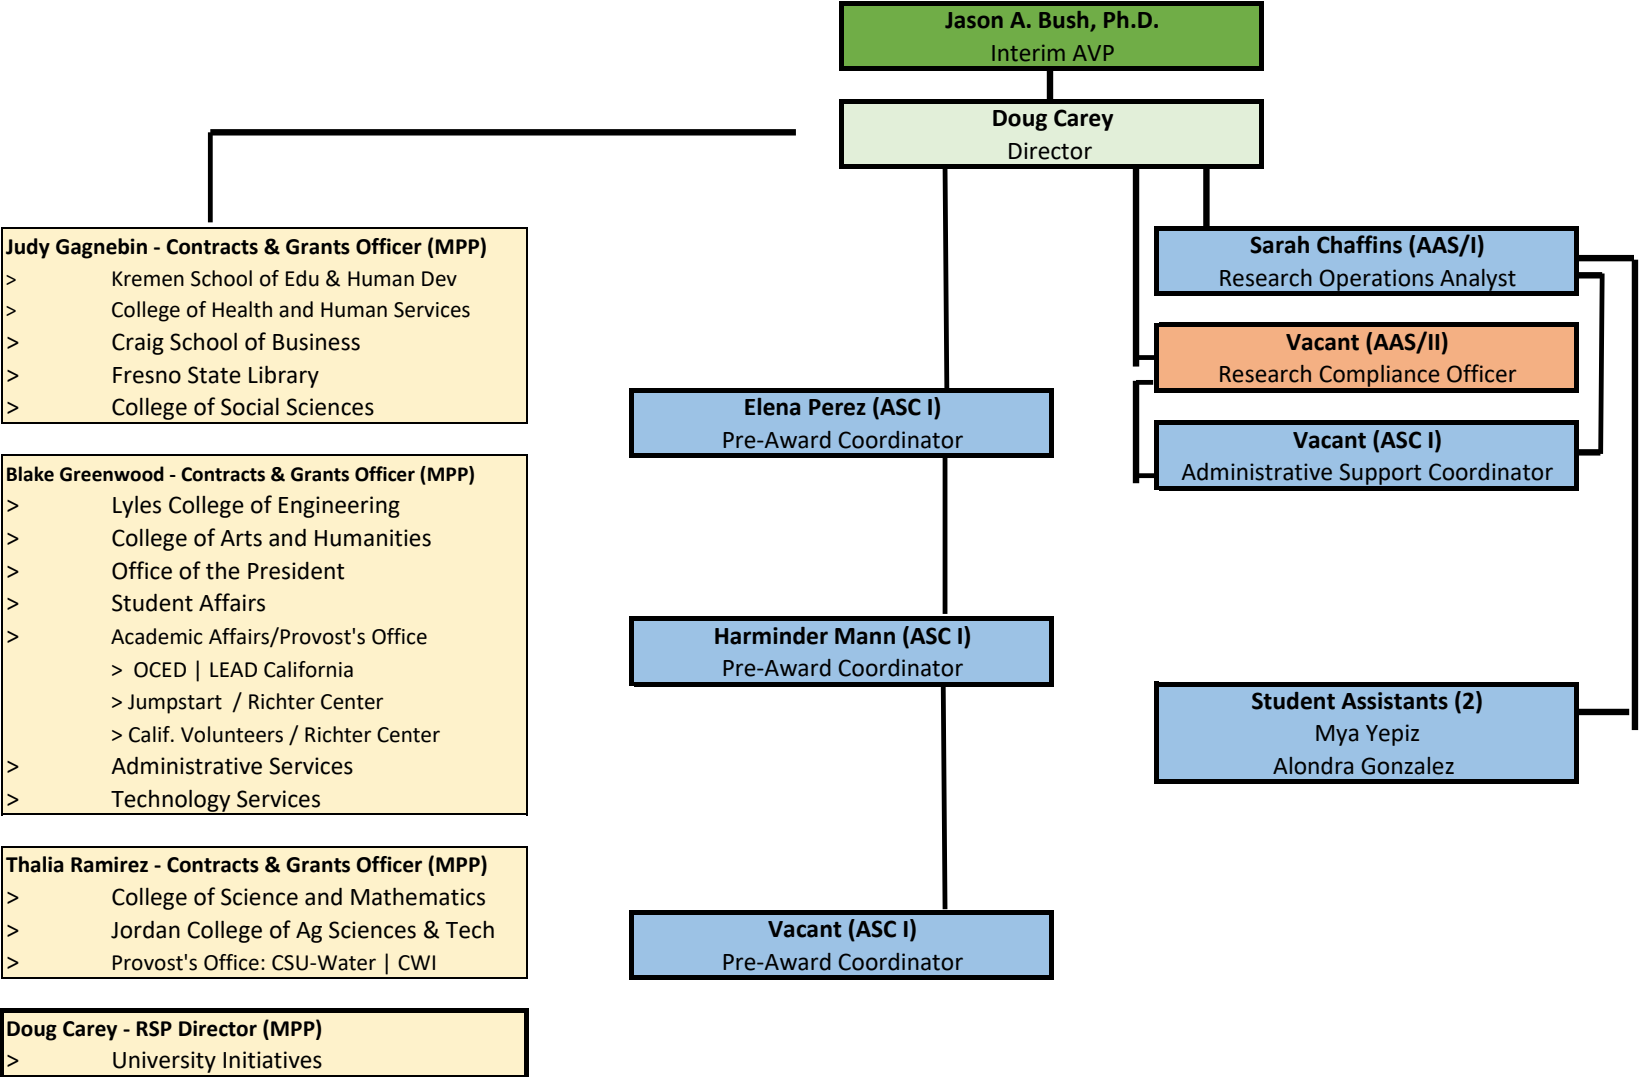 Jason A. Bush, Ph.D.
Interim AVP
Doug Carey
Director
Judy Gagnebin - Contracts & Grants Officer (MPP)
> Kremen School of Edu & Human Dev
> College of Health and Human Services
> Craig School of Business
> Fresno State Library
> College of Social Sciences
Blake Greenwood - Contracts & Grants Officer (MPP)
> Lyles College of Engineering
> College of Arts and Humanities
> Office of the President
> Student Affairs
> Academic Affairs/Provost's Office
> OCED | LEAD California
> Jumpstart / Richter Center
> Calif. Volunteers / Richter Center
> Administrative Services
> Technology Services
Thalia Ramirez - Contracts & Grants Officer (MPP)
> College of Science and Mathematics
> Jordan College of Ag Sciences & Tech
> Provost's Office: CSU-Water | CWI
Doug Carey - RSP Director (MPP)
> University Initiatives
Elena Perez (ASC I)
Pre-Award Coordinator
Harminder Mann (ASC I)
Pre-Award Coordinator
Vacant (ASC I)
Pre-Award Coordinator
Sarah Chaffins (AAS/I)
Research Operations Analyst
Vacant (AAS/II)
Research Compliance Officer
Vacant (ASC I)
Administrative Support Coordinator
Student Assistants (2)
Mya Yepiz
Alondra Gonzalez